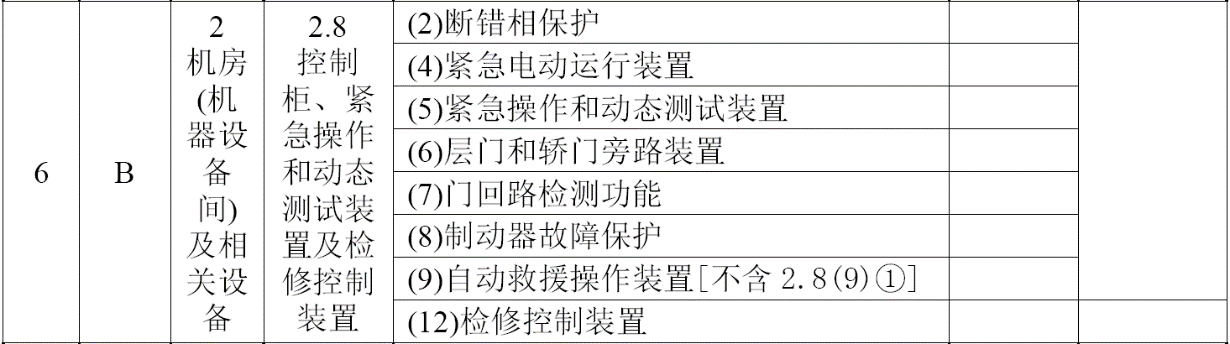 6
B
2
机房
(机
器设
备
间)
及相
关设
备
2.8
控制
柜、紧
急操作
和动态
测试装
置及检
修控制
装置
(2)断错相保护
(4)紧急电动运行装置
(5)紧急操作和动态测试装置
(6)层门和轿门旁路装置
(7)门回路检测功能
(8)制动器故障保护
(9)自动救援操作装置[不含 2.8(9)①]
(12)检修控制装置